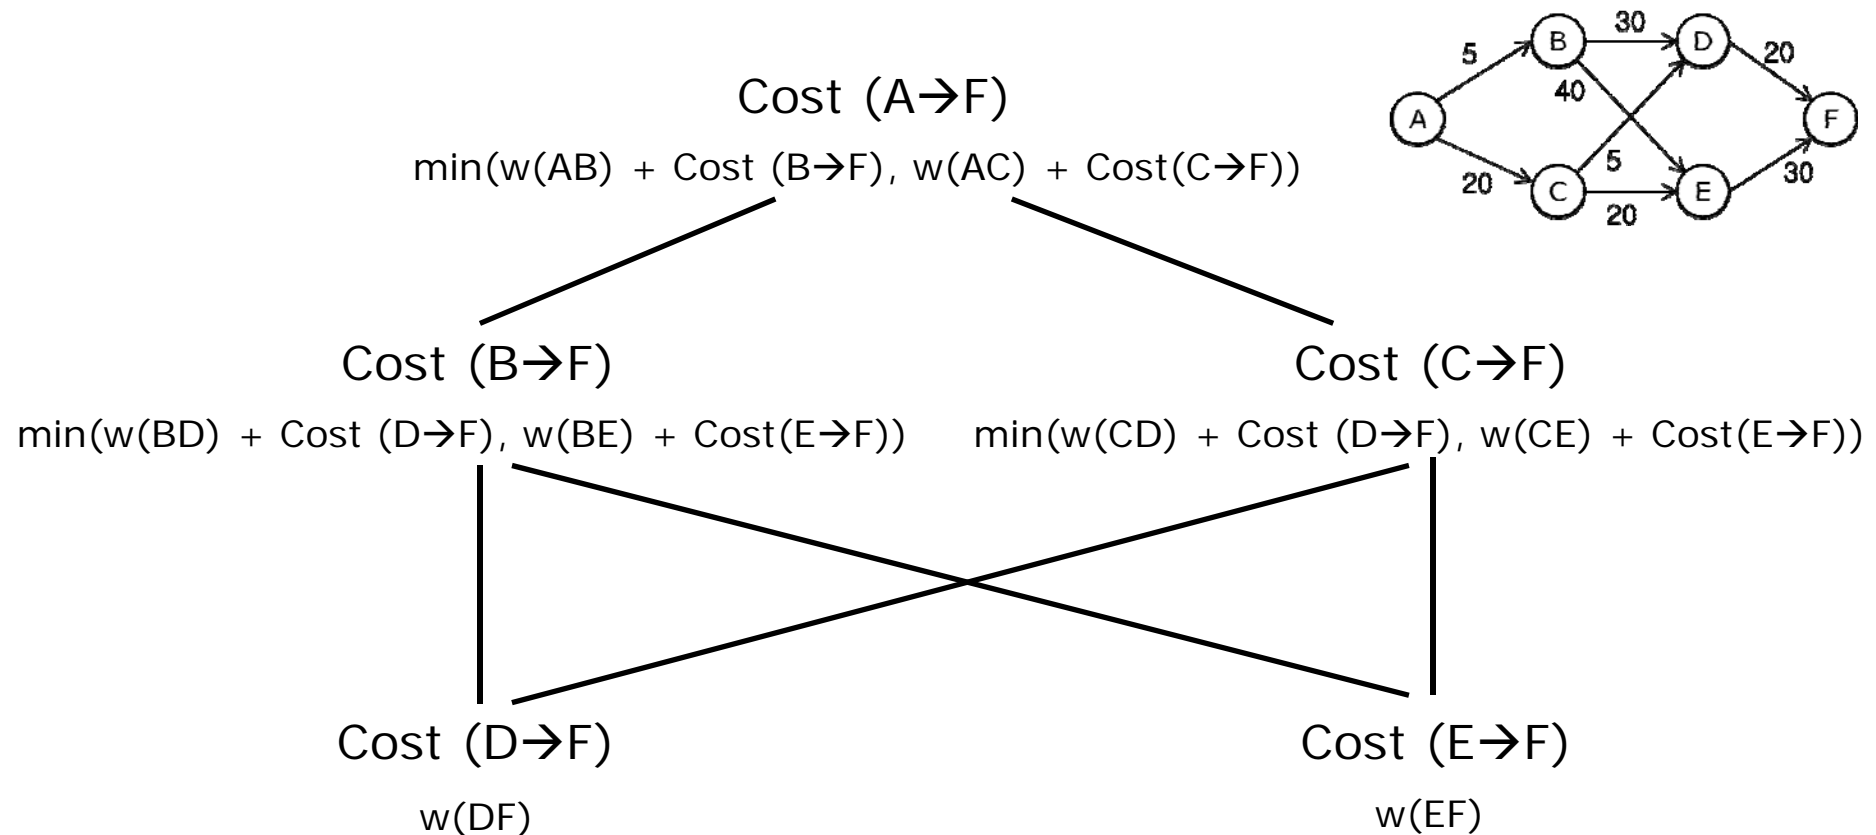 Cost (A→F)
min(w(AB) + Cost (B→F), w(AC) + Cost(C→F))
B 30 D
5 20
40
A F
5
20 30
C E
20
Cost (B→F) Cost (C→F)
min(w(BD) + Cost (D→F), w(BE) + Cost(E→F)) min(w(CD) + Cost (D→F), w(CE) + Cost(E→F))
Cost (D→F) Cost (E→F)
w(DF) w(EF)